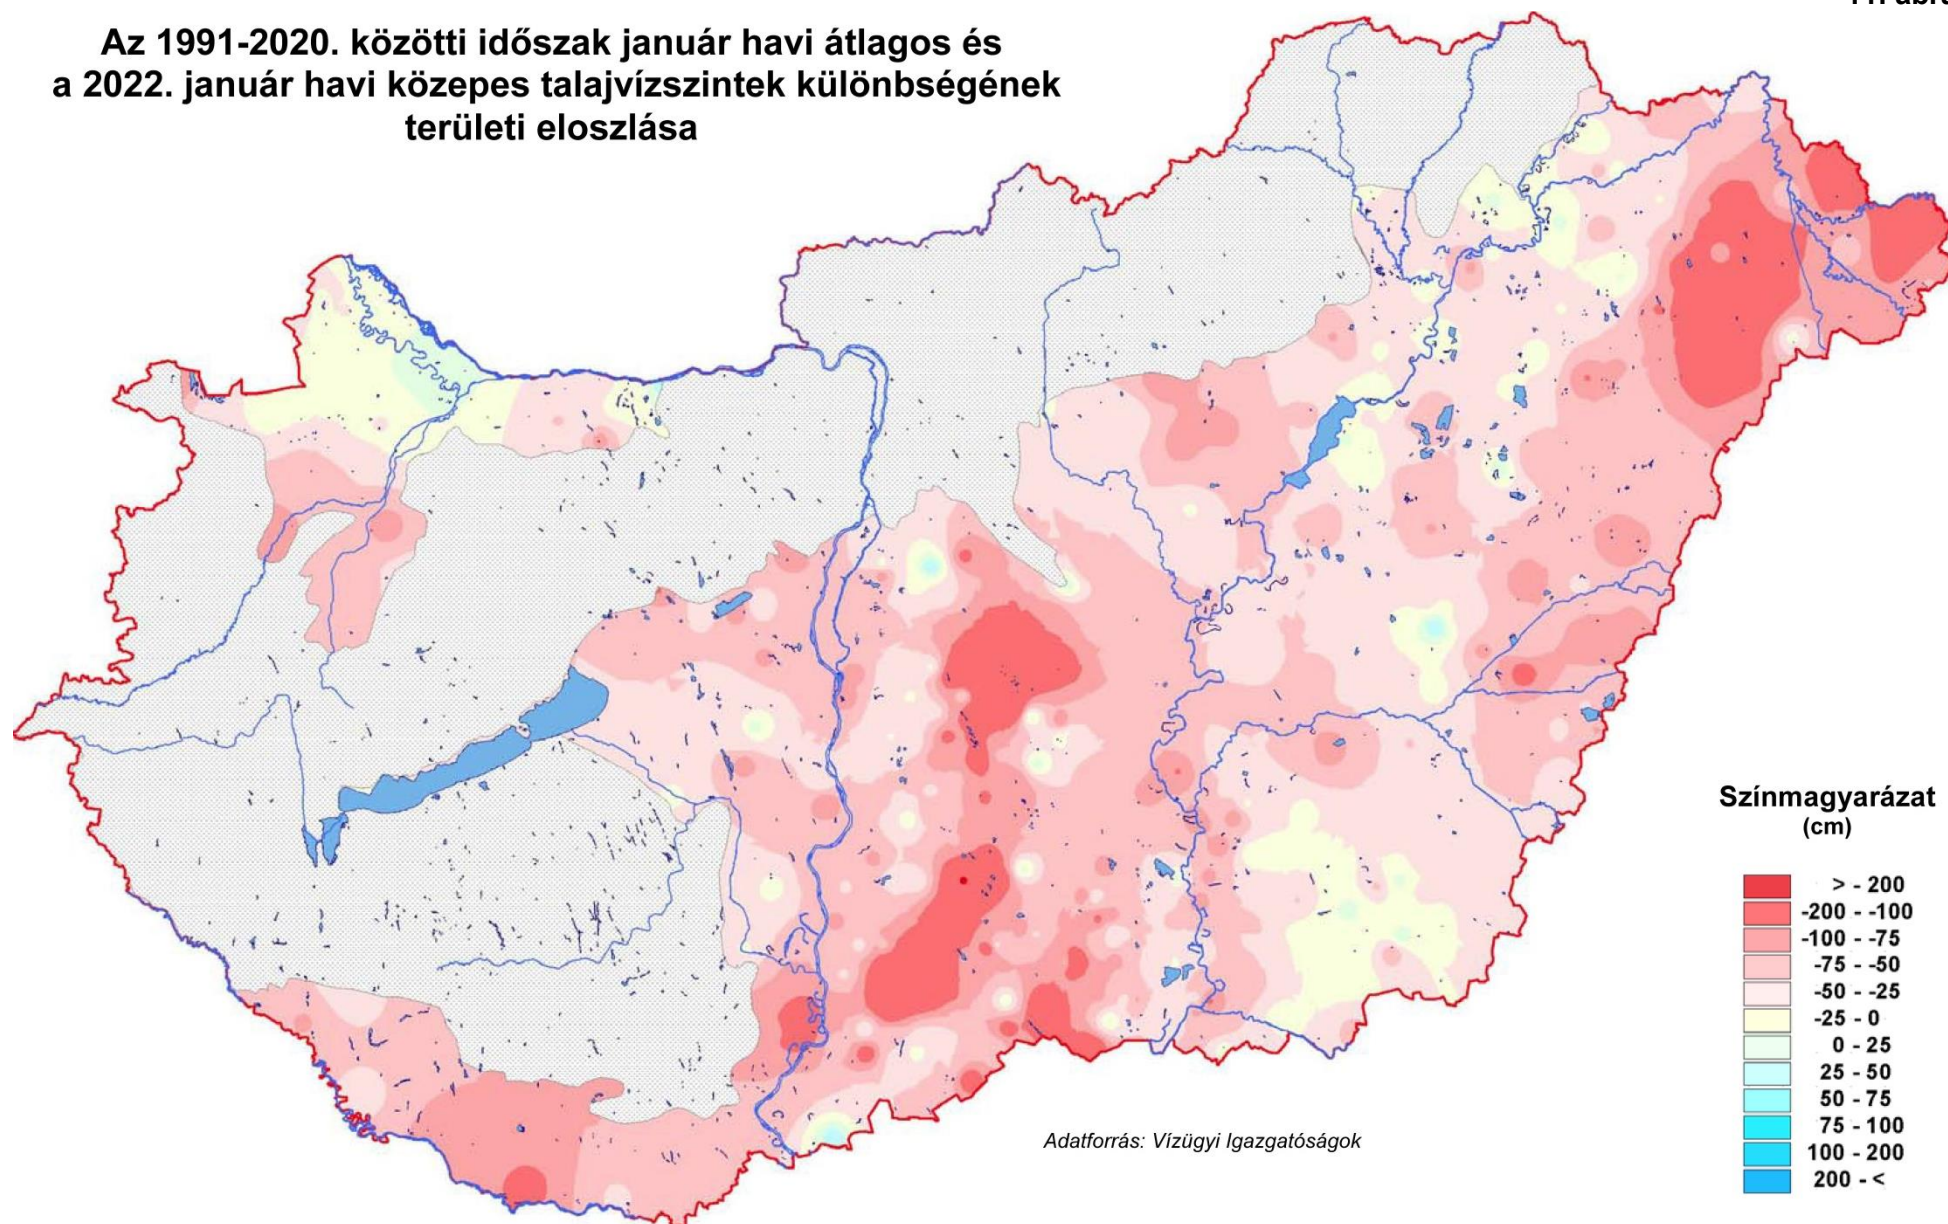 Az 1991-2020. közötti időszak január havi átlagos és
a 2022. január havi közepes talajvízszintek különbségének
területi eloszlása
Színmagyarázat
(cm)
> - 200
-200 - -100
-100 - -75
-75 - -50
-50 - -25
-25 - 0
0 - 25
25 - 50
50 - 75
75 - 100
100 - 200
200 - <
Adatforrás: Vízügyi Igazgatóságok